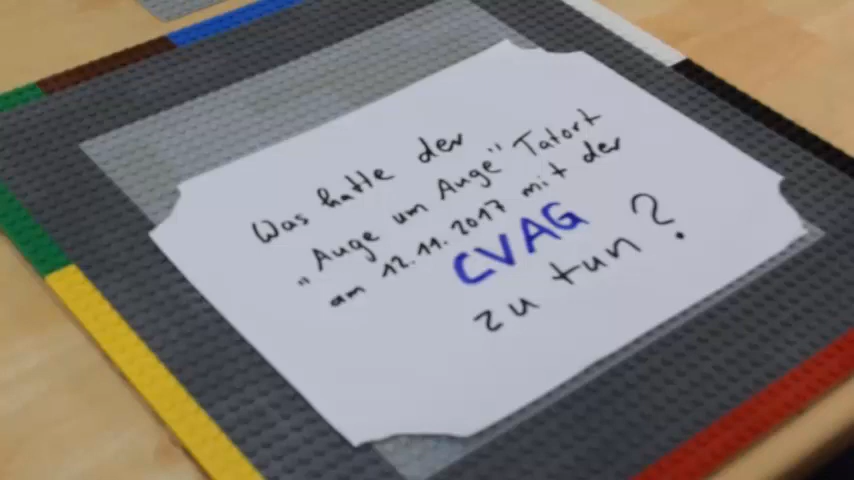 Was hatte der
"Auge um Auge" Tatort
am 12.11.2017 mit der
CVAG
zu tun?